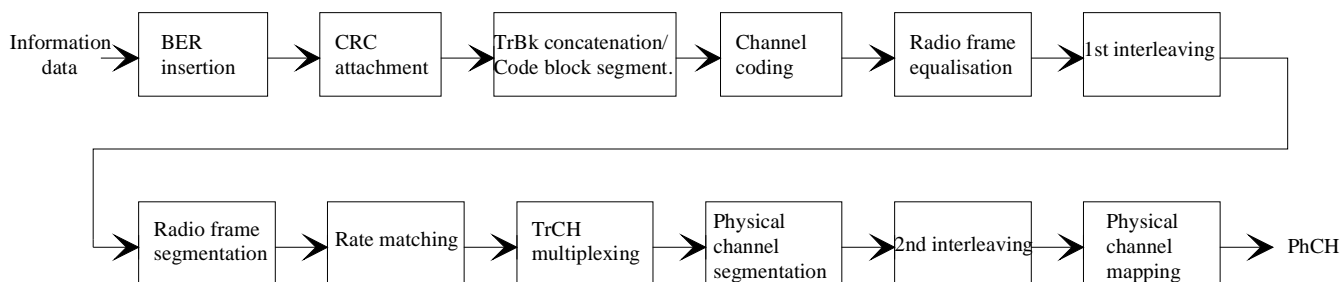 Information
data
BER
insertion
CRC
attachment
TrBk concatenation/
Code block segment.
Channel
coding
Radio frame
equalisation
1st interleaving
Radio frame
segmentation
Rate matching
TrCH
multiplexing
Physical
channel
segmentation
2nd interleaving
Physical
channel
mapping
PhCH